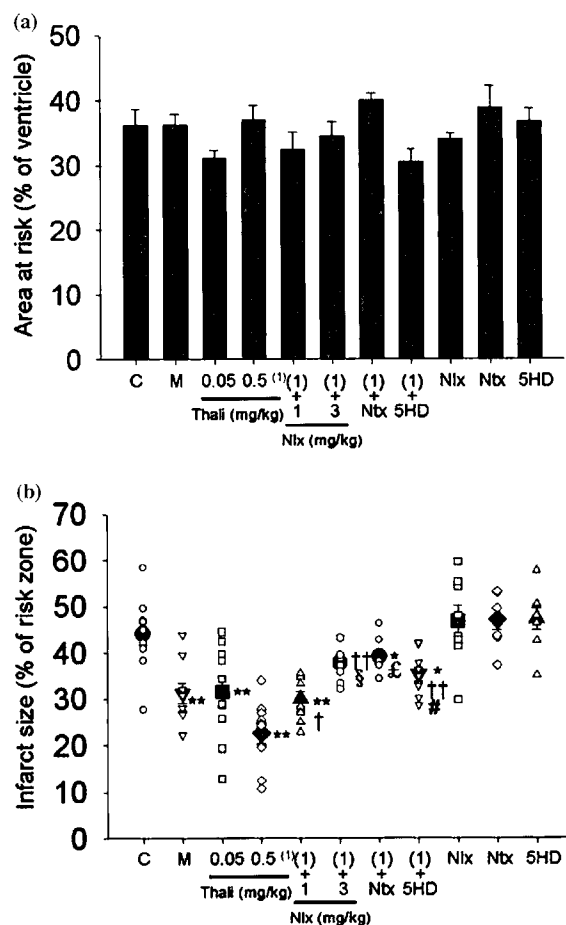 (a)
Area at risk (% of ventricle)
50
40
30
20
10
0
C M 0.05 0.5 (1) (1) (1) (1) (1) Nlx Ntx 5HD
+ + + +
1 3 Ntx 5HD
Thali (mg/kg)
Nlx (mg/kg)
(b)
Infarct size (% of risk zone)
70
60
50
40
30
20
10
0
** ** ** ** † †† § * £ * †† #
C M 0.05 0.5 (1) (1) (1) (1) (1) Nlx Ntx 5HD
+ + + +
1 3 Ntx 5HD
Thali (mg/kg)
Nlx (mg/kg)